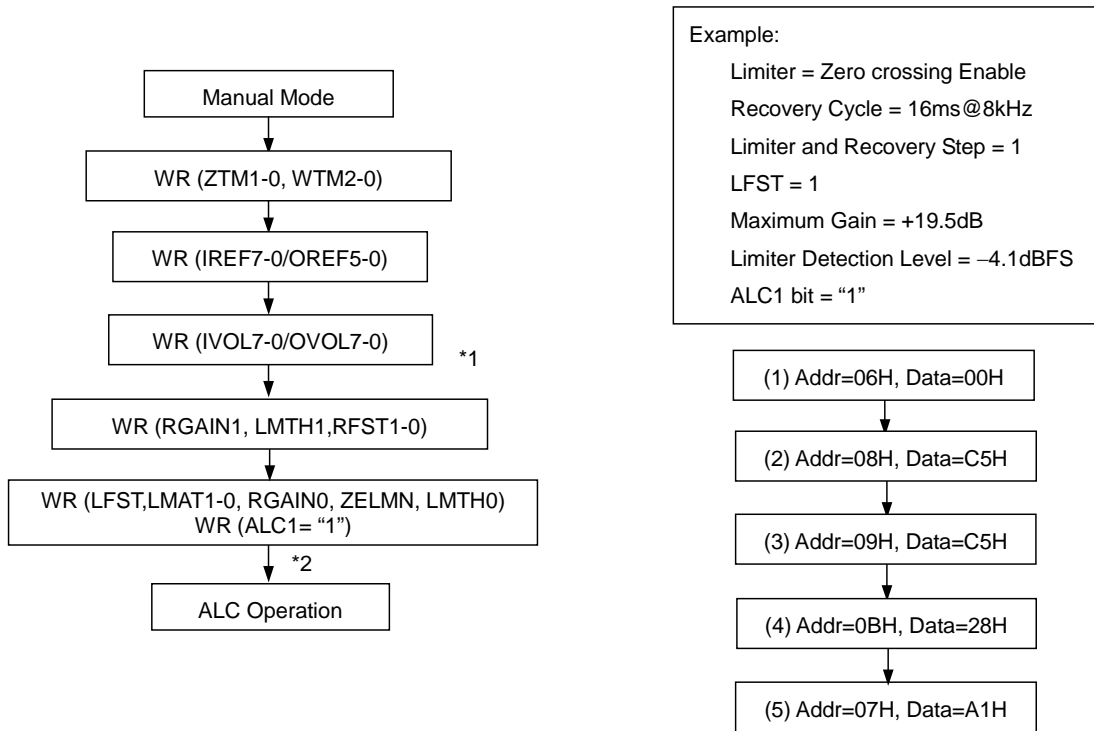 Manual Mode
WR (ZTM1-0, WTM2-0)
WR (IREF7-0/OREF5-0)
WR (IVOL7-0/OVOL7-0)
*1
WR (RGAIN1, LMTH1,RFST1-0)
WR (LFST,LMAT1-0, RGAIN0, ZELMN, LMTH0)
WR (ALC1= “1”)
*2
ALC Operation
Example:
Limiter = Zero crossing Enable
Recovery Cycle = 16ms@8kHz
Limiter and Recovery Step = 1
LFST = 1
Maximum Gain = +19.5dB
Limiter Detection Level = −4.1dBFS
ALC1 bit = “1”
(1) Addr=06H, Data=00H
(2) Addr=08H, Data=C5H
(3) Addr=09H, Data=C5H
(4) Addr=0BH, Data=28H
(5) Addr=07H, Data=A1H